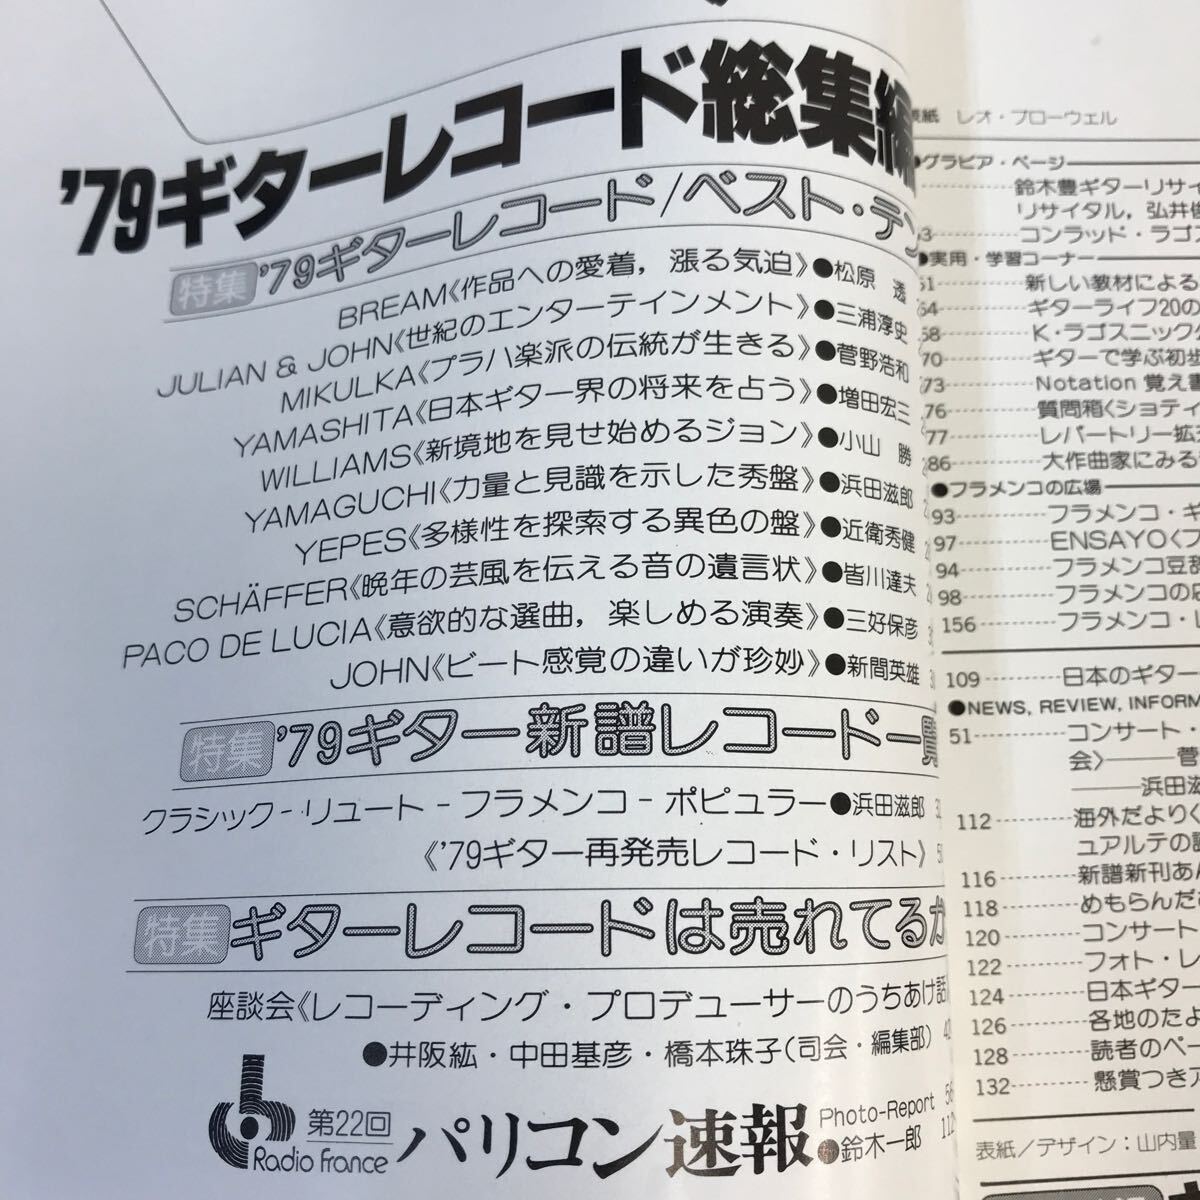 '79ギターレコード総集編
特集 '79ギターレコード/ベスト・テン
BREAM《作品への愛着，漲る気迫》●松原 透
JULIAN & JOHN《世紀のエンターテインメント》●三浦淳史
MIKULKA《プラハ楽派の伝統が生きる》●菅野浩和
YAMASHITA《日本ギター界の将来を占う》●増田宏三
WILLIAMS《新境地を見せ始めるジョン》●小山 勝
YAMAGUCHI《力量と見識を示した秀盤》●浜田滋郎
YEPES《多様性を探索する異色の盤》●近衛秀健
SCHÄFFER《晩年の芸風を伝える音の遺言状》●皆川達夫
PACO DE LUCIA《意欲的な選曲，楽しめる演奏》●三好保彦
JOHN《ビート感覚の違いが珍妙》●新間英雄
特集 '79ギター新譜レコード一覧
クラシック－リュート－フラメンコ－ポピュラー●浜田滋郎
《'79ギター再発売レコード・リスト》
特集 ギターレコードは売れてるか
座談会《レコーディング・プロデューサーのうちあけ話
●井阪紘・中田基彦・橋本珠子(司会・編集部)
第22回
Radio france
パリコン速報
Photo-Report
●鈴木一郎
表紙 レオ・ブローウェル
●グラビア・ページ
鈴木豊ギターリサイ
リサイタル，弘井俊
コンラッド・ラゴス
●実用・学習コーナー
61 新しい教材による
64 ギターライフ20の
68 K・ラゴスニック
70 ギターで学ぶ初歩
73 Notation 覚え書
76 質問箱〈ショティ
77 レパートリー拡充
86 大作曲家にみる
●フラメンコの広場
93 フラメンコ・ギ
97 ENSAYO〈フ
94 フラメンコ豆辞
98 フラメンコの
156 フラメンコ・レ
109 日本のギター
●NEWS, REVIEW, INFORM
51 コンサート・
会〉――菅
――浜田滋
112 海外だより〈
ュアルテの
116 新譜新刊あん
118 めもらんだ
120 コンサート
122 フォト・レ
124 日本ギター
126 各地のたよ
128 読者のペー
132 懸賞つきア
表紙/デザイン：山内量